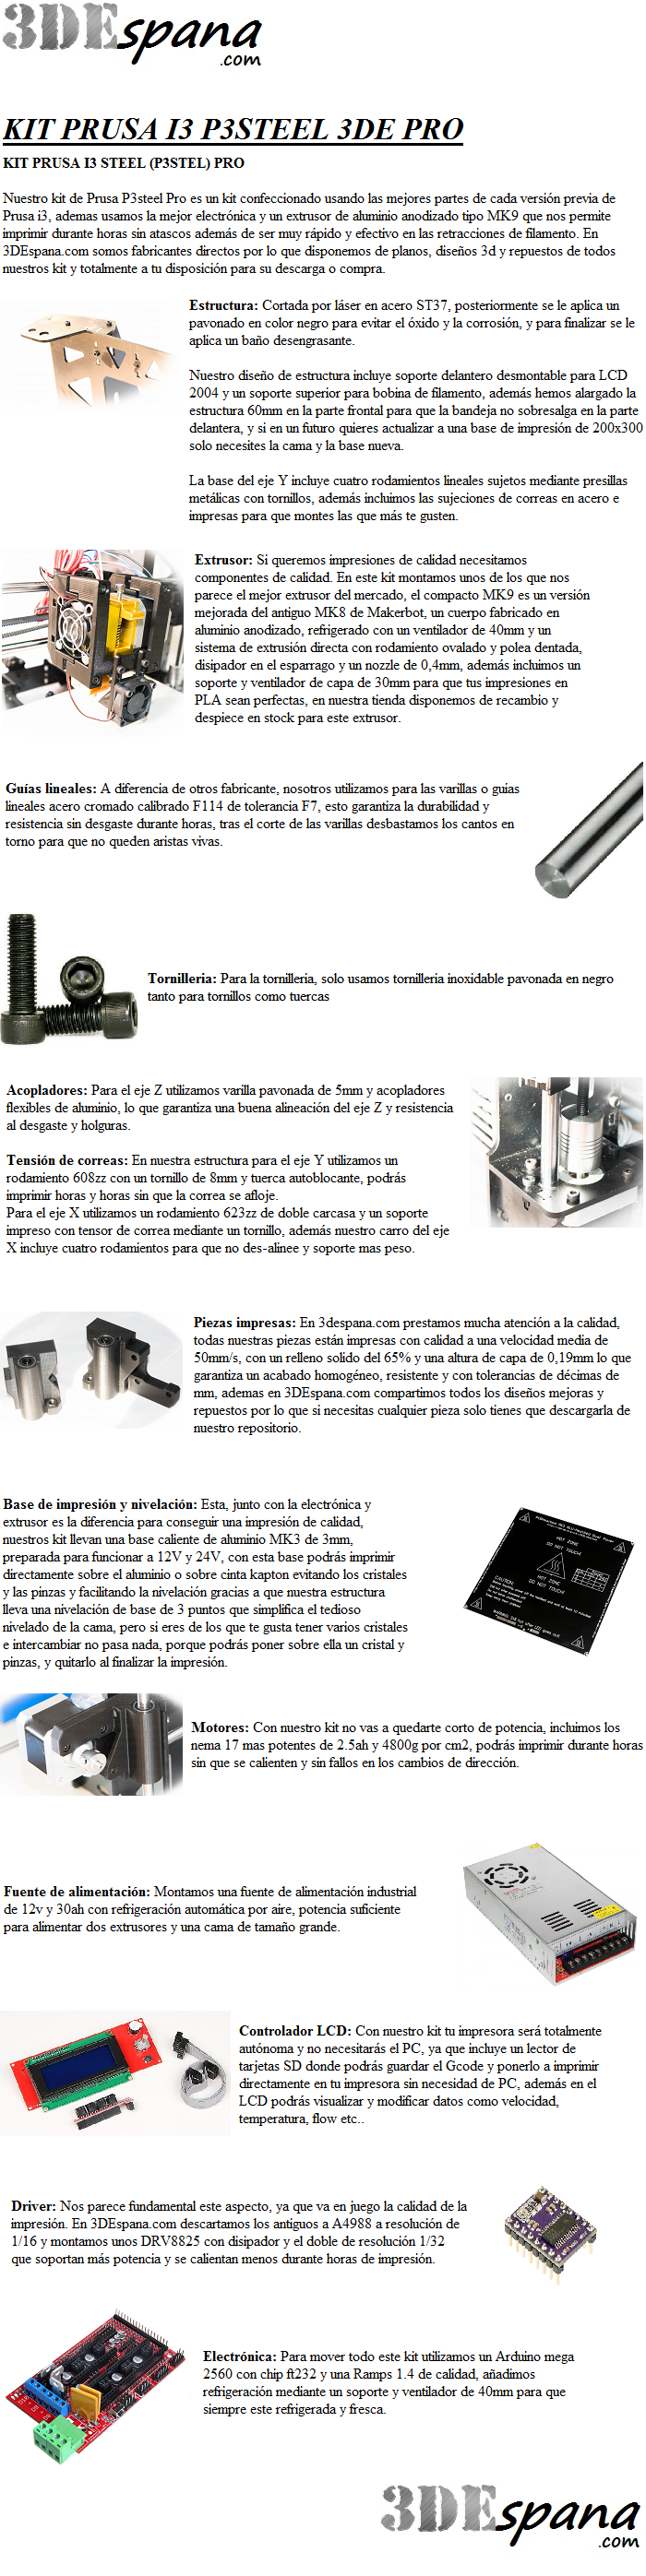 3DEspana
.com
KIT PRUSA I3 P3STEEL 3DE PRO
KIT PRUSA I3 STEEL (P3STEL) PRO
Nuestro kit de Prusa P3steel Pro es un kit confeccionado usando las mejores partes de cada versión previa de
Prusa i3, ademas usamos la mejor electrónica y un extrusor de aluminio anodizado tipo MK9 que nos permite
imprimir durante horas sin atascos además de ser muy rápido y efectivo en las retracciones de filamento. En
3DEspana.com somos fabricantes directos por lo que disponemos de planos, diseños 3d y repuestos de todos
nuestros kit y totalmente a tu disposición para su descarga o compra.
Estructura: Cortada por láser en acero ST37, posteriormente se le aplica un
pavonado en color negro para evitar el óxido y la corrosión, y para finalizar se le
aplica un baño desengrasante.
Nuestro diseño de estructura incluye soporte delantero desmontable para LCD
2004 y un soporte superior para bobina de filamento, además hemos alargado la
estructura 60mm en la parte frontal para que la bandeja no sobresalga en la parte
delantera, y si en un futuro quieres actualizar a una base de impresión de 200x300
solo necesites la cama y la base nueva.
La base del eje Y incluye cuatro rodamientos lineales sujetos mediante presillas
metálicas con tornillos, además incluimos las sujeciones de correas en acero e
impresas para que montes las que más te gusten.
Extrusor: Si queremos impresiones de calidad necesitamos
componentes de calidad. En este kit montamos unos de los que nos
parece el mejor extrusor del mercado, el compacto MK9 es un versión
mejorada del antiguo MK8 de Makerbot, un cuerpo fabricado en
aluminio anodizado, refrigerado con un ventilador de 40mm y un
sistema de extrusión directa con rodamiento ovalado y polea dentada,
disipador en el esparrago y un nozzle de 0,4mm, además incluimos un
soporte y ventilador de capa de 30mm para que tus impresiones en
PLA sean perfectas, en nuestra tienda disponemos de recambio y
despiece en stock para este extrusor.
Guías lineales: A diferencia de otros fabricante, nosotros utilizamos para las varillas o guias
lineales acero cromado calibrado F114 de tolerancia F7, esto garantiza la durabilidad y
resistencia sin desgaste durante horas, tras el corte de las varillas desbastamos los cantos en
torno para que no queden aristas vivas.
Tornilleria: Para la tornilleria, solo usamos tornilleria inoxidable pavonada en negro
tanto para tornillos como tuercas
Acopladores: Para el eje Z utilizamos varilla pavonada de 5mm y acopladores
flexibles de aluminio, lo que garantiza una buena alineación del eje Z y resistencia
al desgaste y holguras.
Tensión de correas: En nuestra estructura para el eje Y utilizamos un
rodamiento 608zz con un tornillo de 8mm y tuerca autoblocante, podrás
imprimir horas y horas sin que la correa se afloje.
Para el eje X utilizamos un rodamiento 623zz de doble carcasa y un soporte
impreso con tensor de correa mediante un tornillo, además nuestro carro del eje
X incluye cuatro rodamientos para que no des-alinee y soporte mas peso.
Piezas impresas: En 3despana.com prestamos mucha atención a la calidad,
todas nuestras piezas están impresas con calidad a una velocidad media de
50mm/s, con un relleno solido del 65% y una altura de capa de 0,19mm lo que
garantiza un acabado homogéneo, resistente y con tolerancias de décimas de
mm, ademas en 3DEspana.com compartimos todos los diseños mejoras y
repuestos por lo que si necesitas cualquier pieza solo tienes que descargarla de
nuestro repositorio.
Base de impresión y nivelación: Esta, junto con la electrónica y
extrusor es la diferencia para conseguir una impresión de calidad,
nuestros kit llevan una base caliente de aluminio MK3 de 3mm,
preparada para funcionar a 12V y 24V, con esta base podrás imprimir
directamente sobre el aluminio o sobre cinta kapton evitando los cristales
y las pinzas y facilitando la nivelación gracias a que nuestra estructura
lleva una nivelación de base de 3 puntos que simplifica el tedioso
nivelado de la cama, pero si eres de los que te gusta tener varios cristales
e intercambiar no pasa nada, porque podrás poner sobre ella un cristal y
pinzas, y quitarlo al finalizar la impresión.
HOT ZONE
DO NOT TOUCH!
HOT ZONE
DO NOT TOUCH!
CAUTION:
Motores: Con nuestro kit no vas a quedarte corto de potencia, incluimos los
nema 17 mas potentes de 2.5ah y 4800g por cm2, podrás imprimir durante horas
sin que se calienten y sin fallos en los cambios de dirección.
Fuente de alimentación: Montamos una fuente de alimentación industrial
de 12v y 30ah con refrigeración automática por aire, potencia suficiente
para alimentar dos extrusores y una cama de tamaño grande.
Controlador LCD: Con nuestro kit tu impresora será totalmente
autónoma y no necesitarás el PC, ya que incluye un lector de
tarjetas SD donde podrás guardar el Gcode y ponerlo a imprimir
directamente en tu impresora sin necesidad de PC, además en el
LCD podrás visualizar y modificar datos como velocidad,
temperatura, flow etc..
Driver: Nos parece fundamental este aspecto, ya que va en juego la calidad de la
impresión. En 3DEspana.com descartamos los antiguos a A4988 a resolución de
1/16 y montamos unos DRV8825 con disipador y el doble de resolución 1/32
que soportan más potencia y se calientan menos durante horas de impresión.
Electrónica: Para mover todo este kit utilizamos un Arduino mega
2560 con chip ft232 y una Ramps 1.4 de calidad, añadimos
refrigeración mediante un soporte y ventilador de 40mm para que
siempre este refrigerada y fresca.
3DEspana
.com